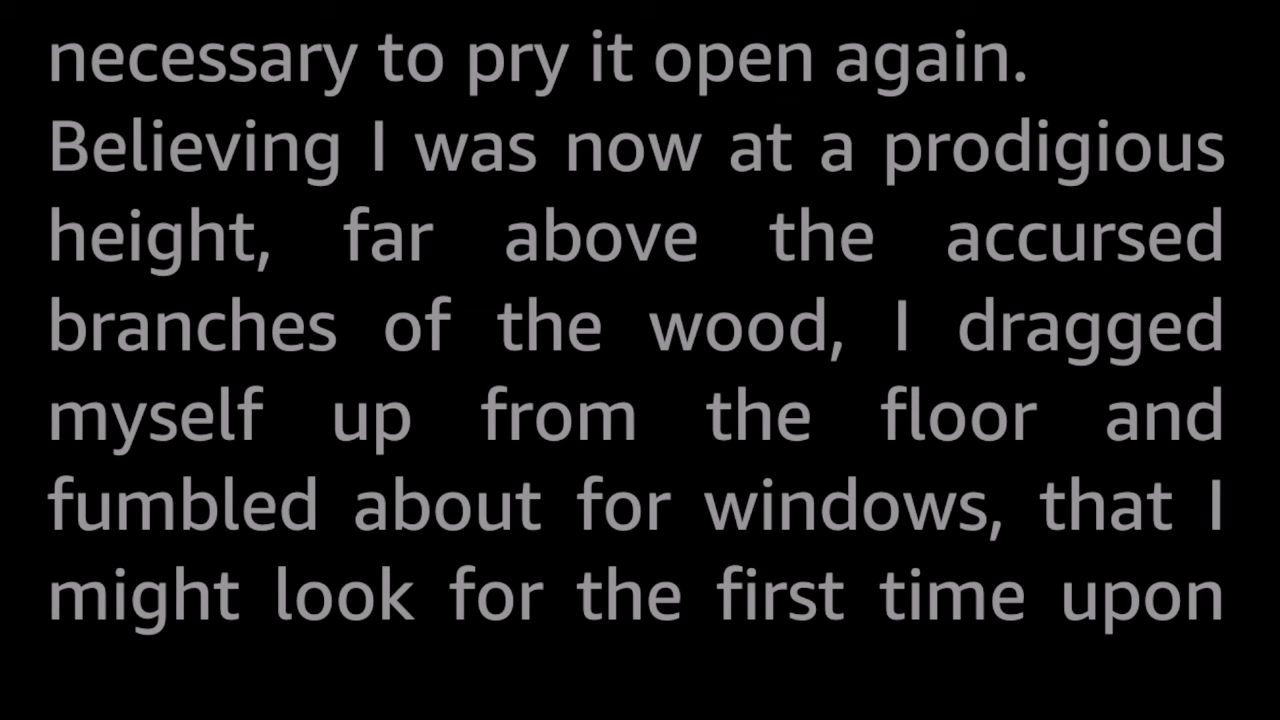 necessary to pry it open again.
Believing I was now at a prodigious
height, far above the accursed
branches of the wood, I dragged
myself up from the floor and
fumbled about for windows, that I
might look for the first time upon